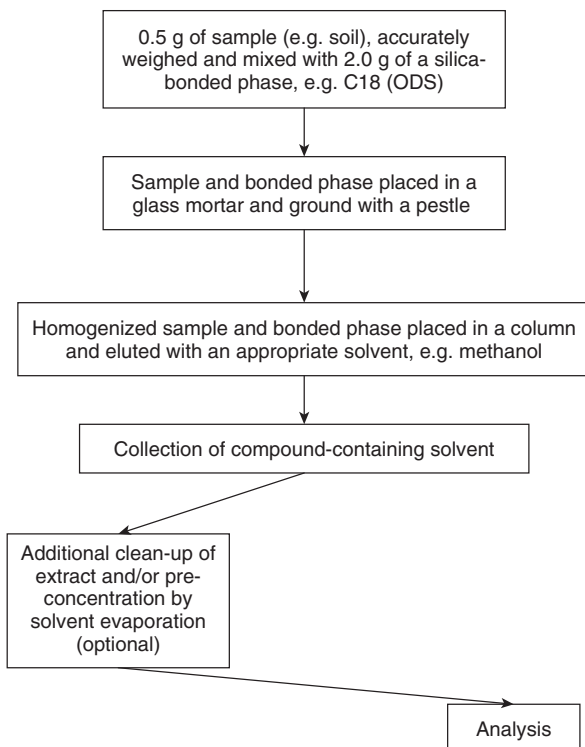 0.5 g of sample (e.g. soil), accurately
weighed and mixed with 2.0 g of a silica-
bonded phase, e.g. C18 (ODS)
Sample and bonded phase placed in a
glass mortar and ground with a pestle
Homogenized sample and bonded phase placed in a column
and eluted with an appropriate solvent, e.g. methanol
Collection of compound-containing solvent
Additional clean-up of
extract and/or pre-
concentration by
solvent evaporation
(optional)
Analysis